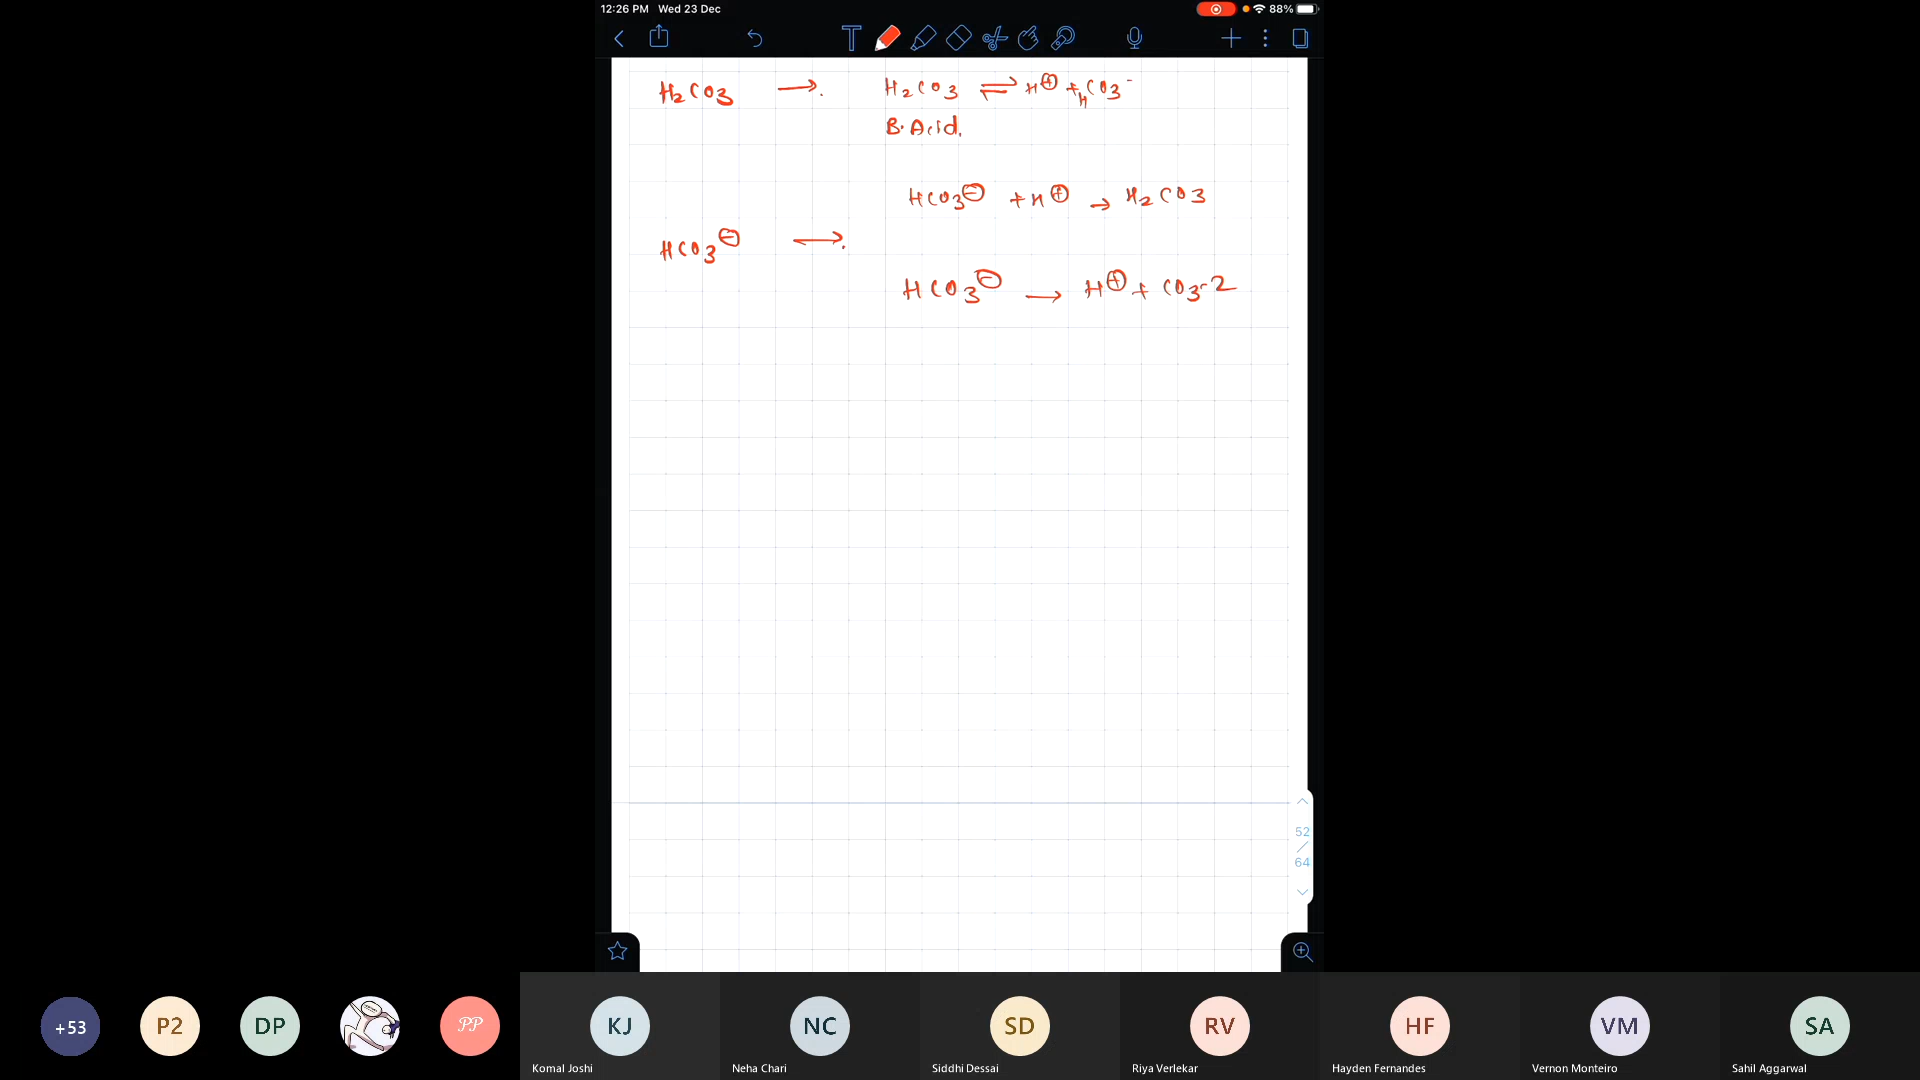 12:26 PM Wed 23 Dec 88%
H₂CO₃ → H₂CO₃ ⇌ H⊕ + HCO₃⁻
B. Acid.
HCO₃⊖ + H⊕ → H₂CO₃
HCO₃⊖ →
HCO₃⊖ → H⊕ + CO₃-2
52
/
64
+53 P2 DP PP KJ NC SD RV HF VM SA
Komal Joshi Neha Chari Siddhi Dessai Riya Verlekar Hayden Fernandes Vernon Monteiro Sahil Aggarwal